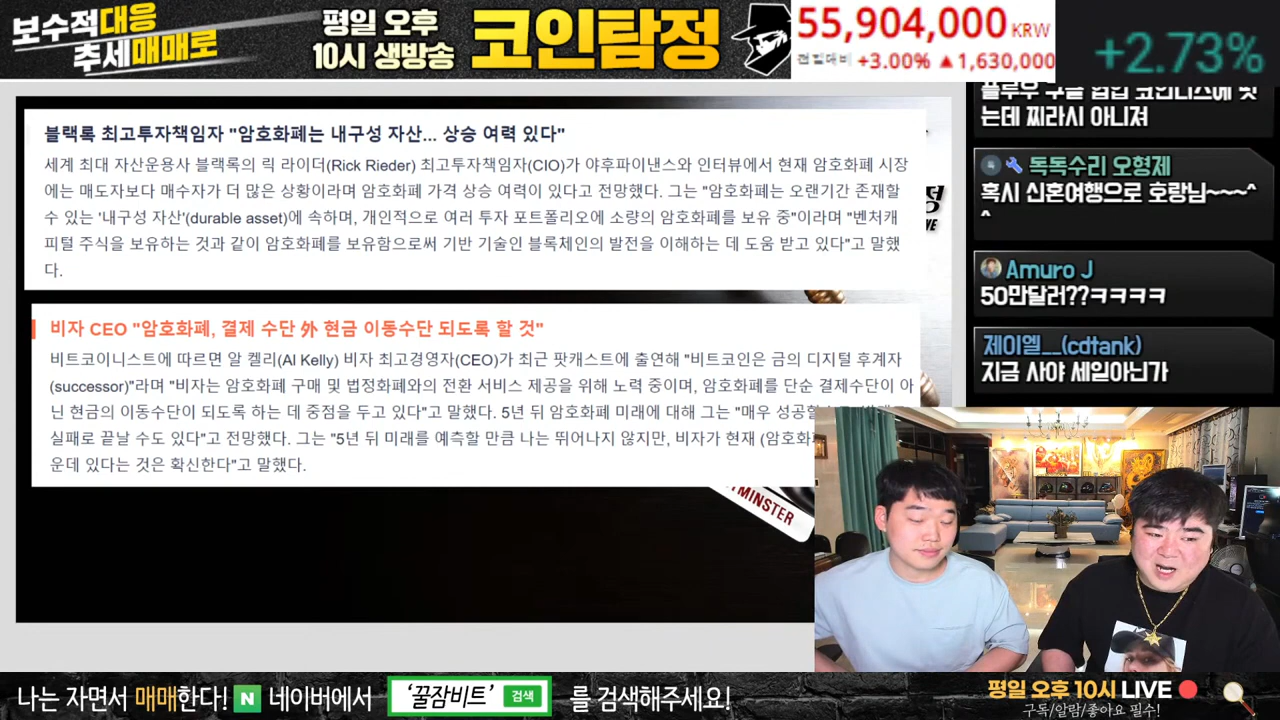 보수적대응
추세매매로
평일 오후
10시 생방송
코인탐정
55,904,000 KRW
전일대비 +3.00% ▲1,630,000
+2.73%
블랙록 최고투자책임자 "암호화폐는 내구성 자산... 상승 여력 있다"
세계 최대 자산운용사 블랙록의 릭 라이더(Rick Rieder) 최고투자책임자(CIO)가 야후파이낸스와 인터뷰에서 현재 암호화폐 시장
에는 매도자보다 매수자가 더 많은 상황이라며 암호화폐 가격 상승 여력이 있다고 전망했다. 그는 "암호화폐는 오랜기간 존재할
수 있는 '내구성 자산'(durable asset)에 속하며, 개인적으로 여러 투자 포트폴리오에 소량의 암호화폐를 보유 중"이라며 "벤처캐
피털 주식을 보유하는 것과 같이 암호화폐를 보유함으로써 기반 기술인 블록체인의 발전을 이해하는 데 도움 받고 있다"고 말했
다.
비자 CEO "암호화폐, 결제 수단 外 현금 이동수단 되도록 할 것"
비트코이니스트에 따르면 알 켈리(Al Kelly) 비자 최고경영자(CEO)가 최근 팟캐스트에 출연해 "비트코인은 금의 디지털 후계자
(successor)"라며 "비자는 암호화폐 구매 및 법정화폐와의 전환 서비스 제공을 위해 노력 중이며, 암호화폐를 단순 결제수단이 아
닌 현금의 이동수단이 되도록 하는 데 중점을 두고 있다"고 말했다. 5년 뒤 암호화폐 미래에 대해 그는 "매우 성공할
실패로 끝날 수도 있다"고 전망했다. 그는 "5년 뒤 미래를 예측할 만큼 나는 뛰어나지 않지만, 비자가 현재 (암호화
운데 있다는 것은 확신한다"고 말했다.
TMINSTER
는데 찌라시 아니져
독독수리 오형제
혹시 신혼여행으로 호랑님~~~^
^
Amuro J
50만달러??ㅋㅋㅋㅋ
제이엘__(cdtank)
지금 사야 세일아닌가
나는 자면서 매매한다! N 네이버에서 '꿀잠비트' 검색 를 검색해주세요!
평일 오후 10시 LIVE
구독/알람/좋아요 필수!